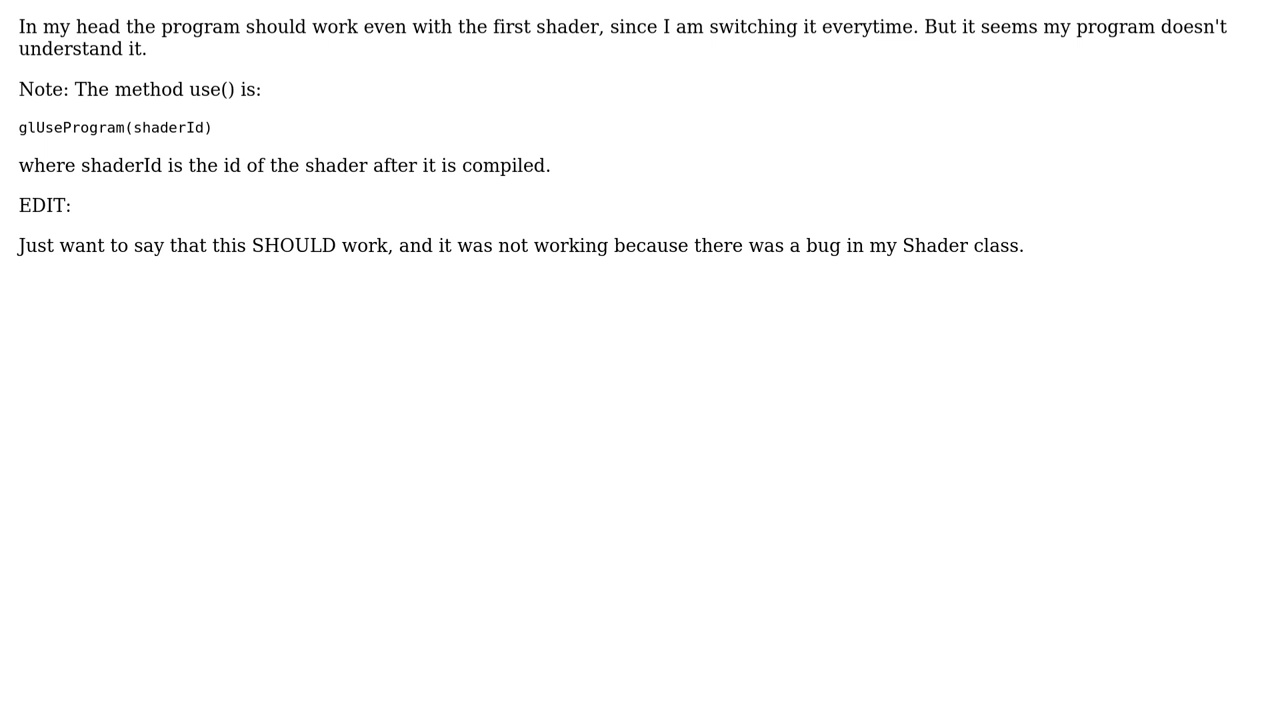 In my head the program should work even with the first shader, since I am switching it everytime. But it seems my program doesn't
understand it.
Note: The method use() is:
glUseProgram(shaderId)
where shaderId is the id of the shader after it is compiled.
EDIT:
Just want to say that this SHOULD work, and it was not working because there was a bug in my Shader class.